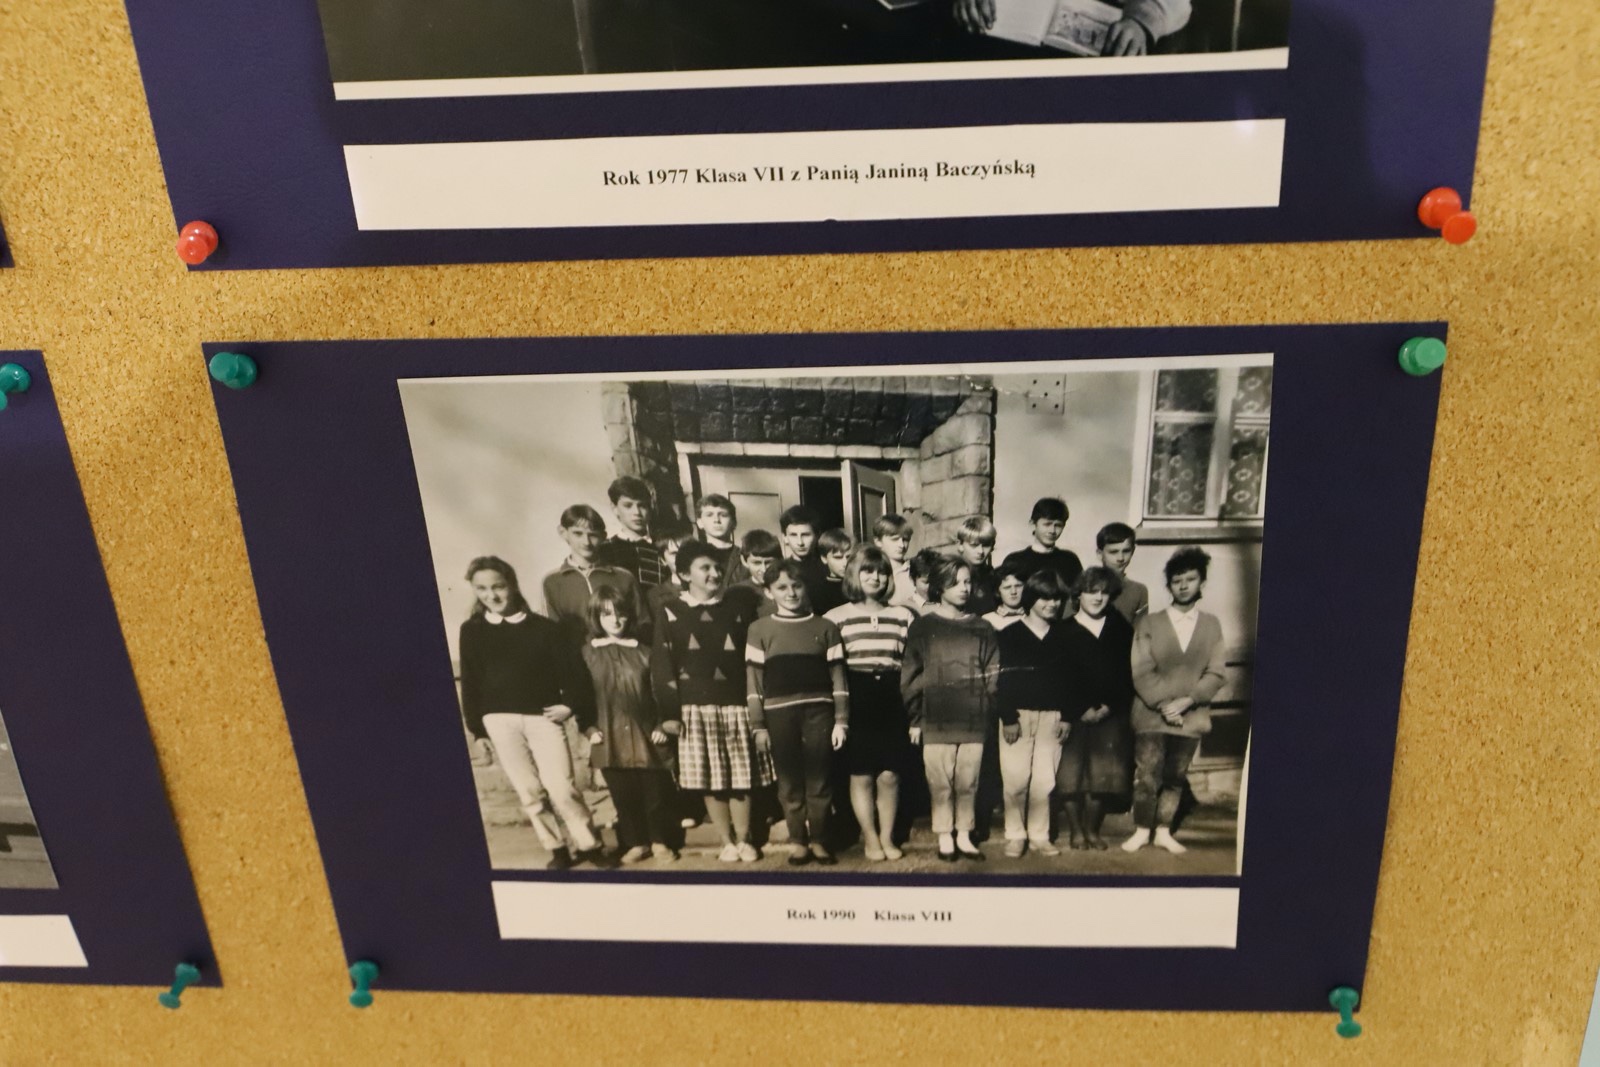 Rok 1977 Klasa VII z Panią Janiną Baczyńską
Rok 1990 Klasa VIII